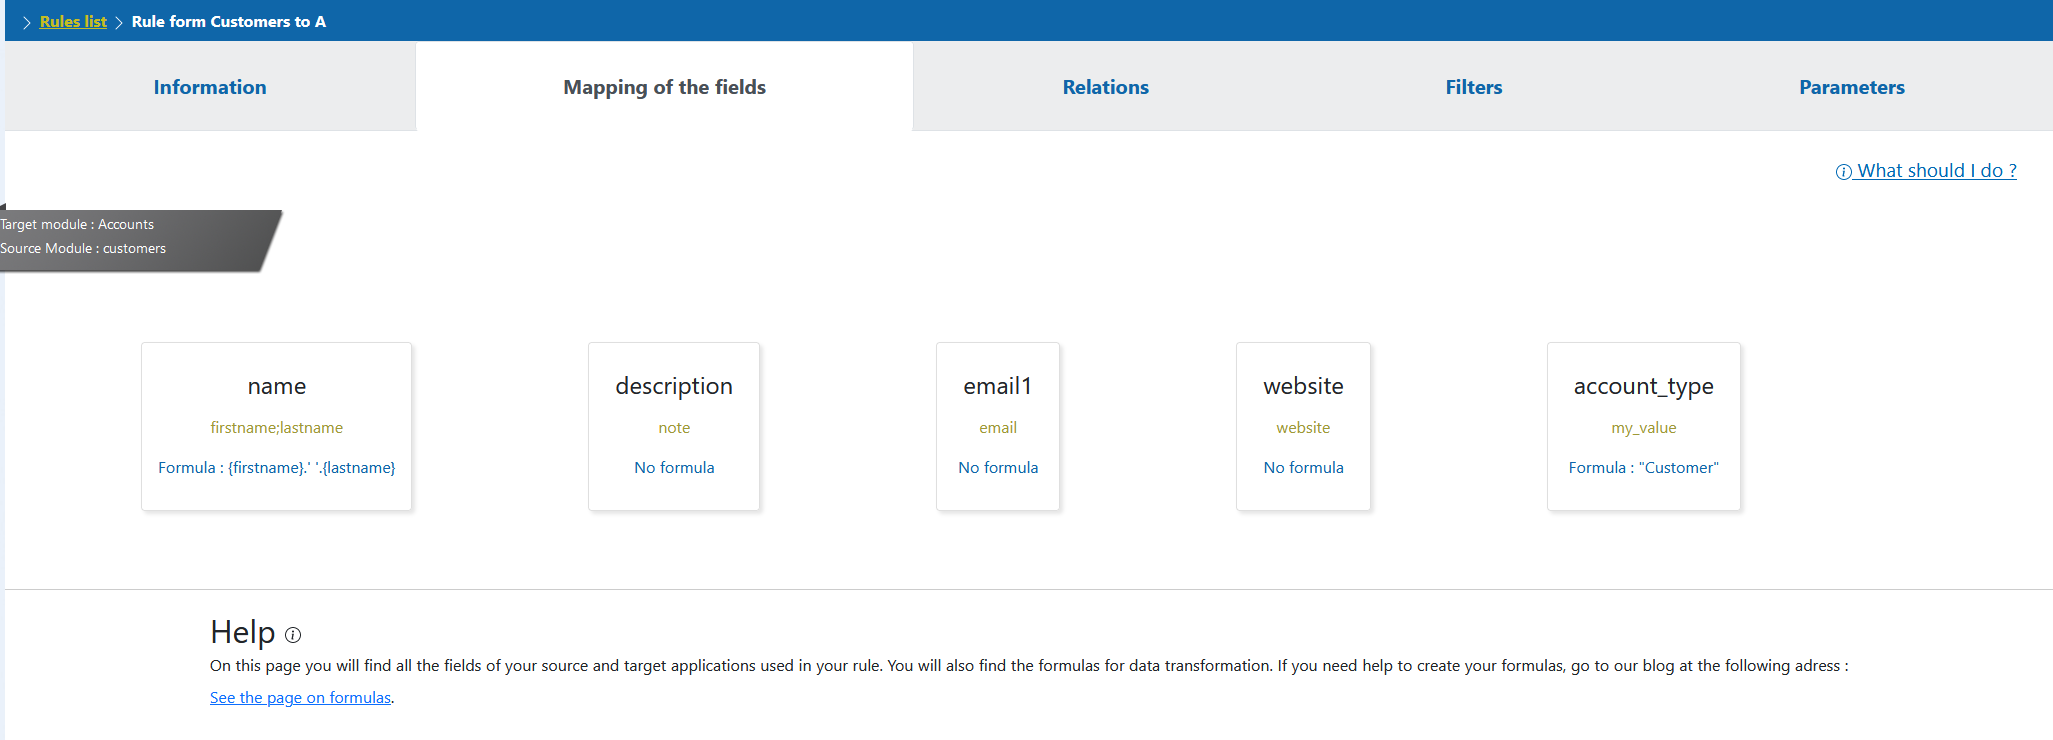 Rules list > Rule form Customers to A
Information Mapping of the fields Relations Filters Parameters
What should I do ?
Target module : Accounts
Source Module : customers
name
firstname;lastname
Formula : {firstname}.' '.{lastname}
description
note
No formula
email1
email
No formula
website
website
No formula
account_type
my_value
Formula : "Customer"
Help
On this page you will find all the fields of your source and target applications used in your rule. You will also find the formulas for data transformation. If you need help to create your formulas, go to our blog at the following adress :
See the page on formulas.